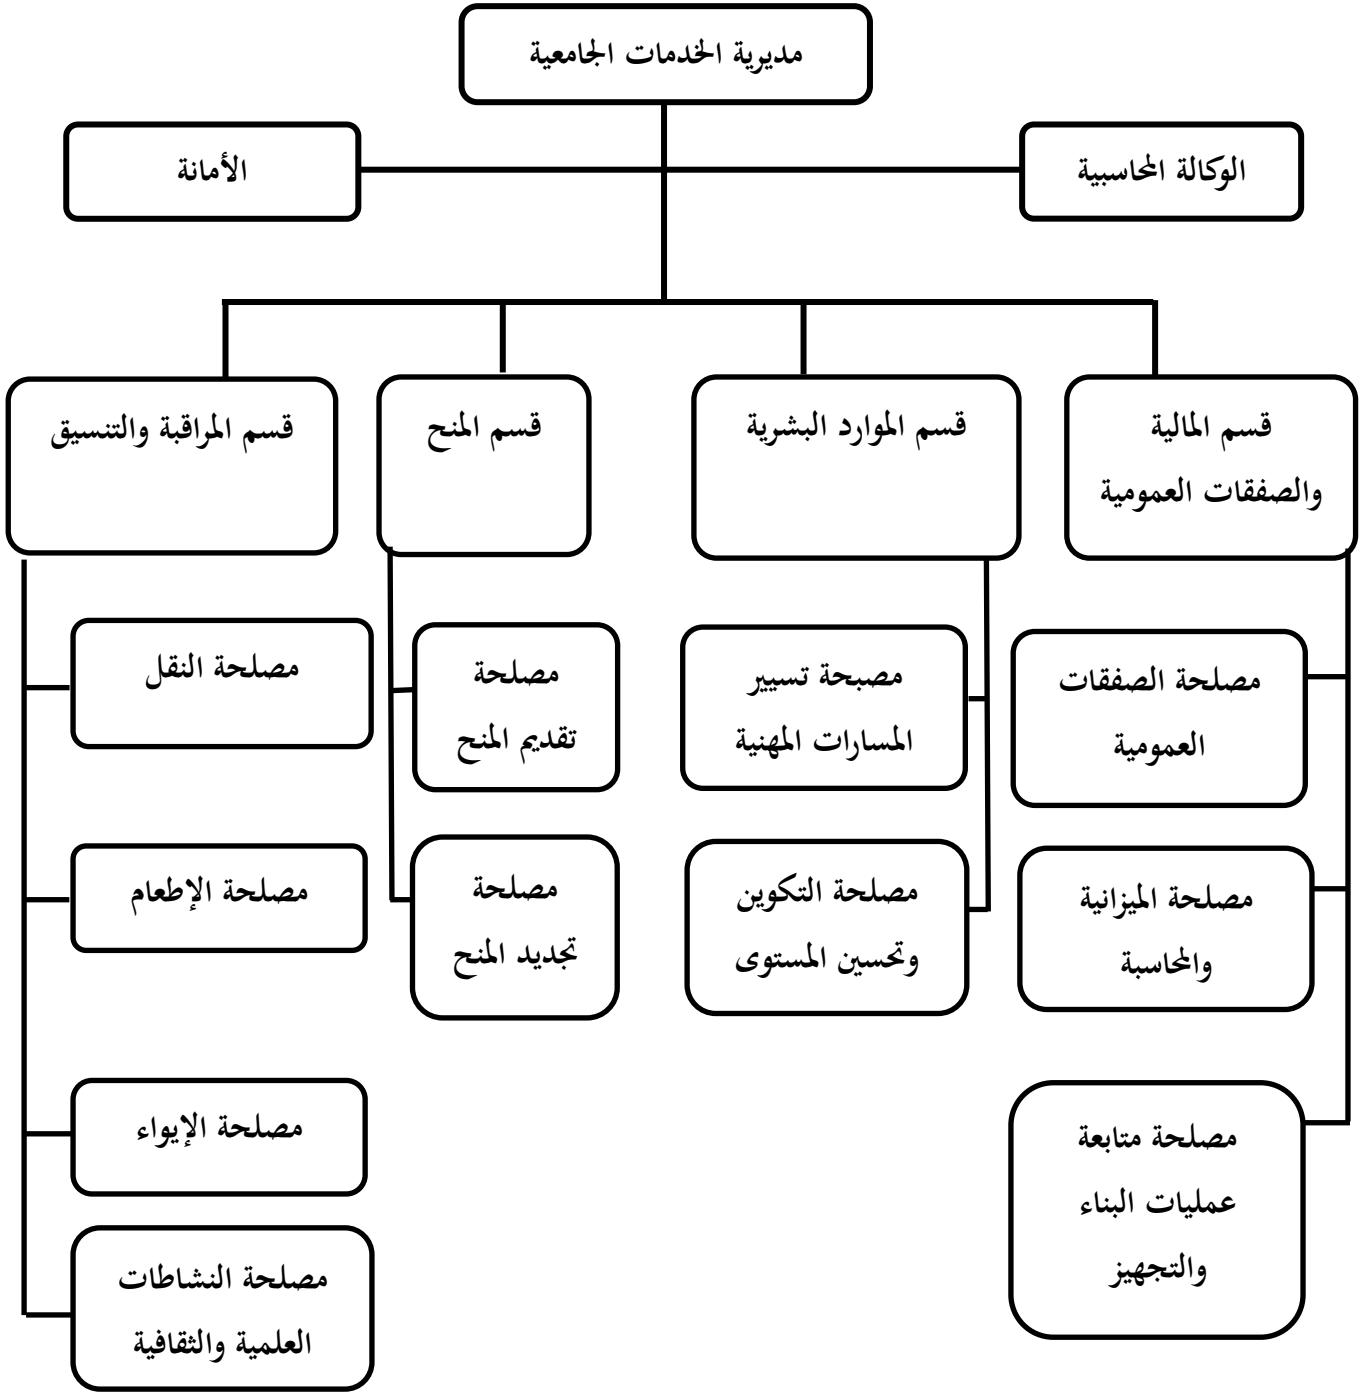 مديرية الخدمات الجامعية
الوكالة المحاسبية
الأمانة
قسم المالية
والصفقات العمومية
قسم الموارد البشرية
قسم المنح
قسم المراقبة والتنسيق
مصلحة الصفقات
العمومية
مصبحة تسيير
المسارات المهنية
مصلحة
تقديم المنح
مصلحة النقل
مصلحة الميزانية
والمحاسبة
مصلحة التكوين
وتحسين المستوى
مصلحة
تجديد المنح
مصلحة الإطعام
مصلحة متابعة
عمليات البناء
والتجهيز
مصلحة الإيواء
مصلحة النشاطات
العلمية والثقافية